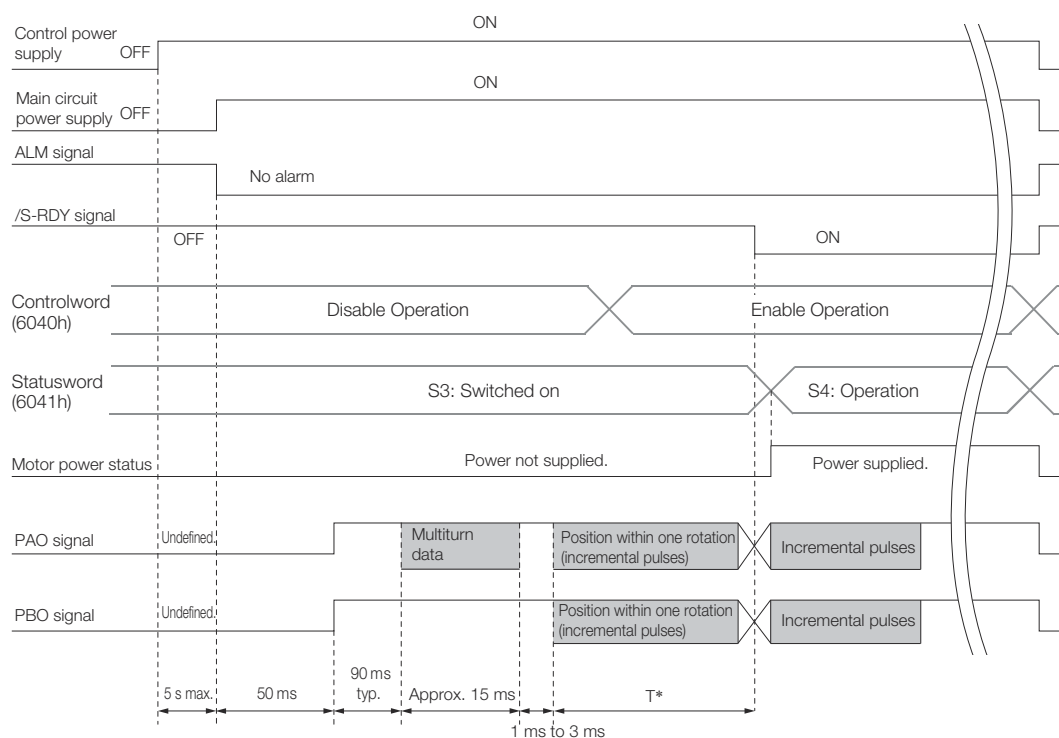 ON
Control power
supply OFF
ON
Main circuit
power supply OFF
ALM signal
No alarm
/S-RDY signal
OFF
ON
Controlword
(6040h)
Disable Operation
Enable Operation
Statusword
(6041h)
S3: Switched on
S4: Operation
Motor power status
Power not supplied.
Power supplied.
PAO signal
Undefined.
Multiturn
data
Position within one rotation
(incremental pulses)
Incremental pulses
PBO signal
Undefined.
Position within one rotation
(incremental pulses)
Incremental pulses
5 s max.
50 ms
90 ms
typ.
Approx. 15 ms
T*
1 ms to 3 ms